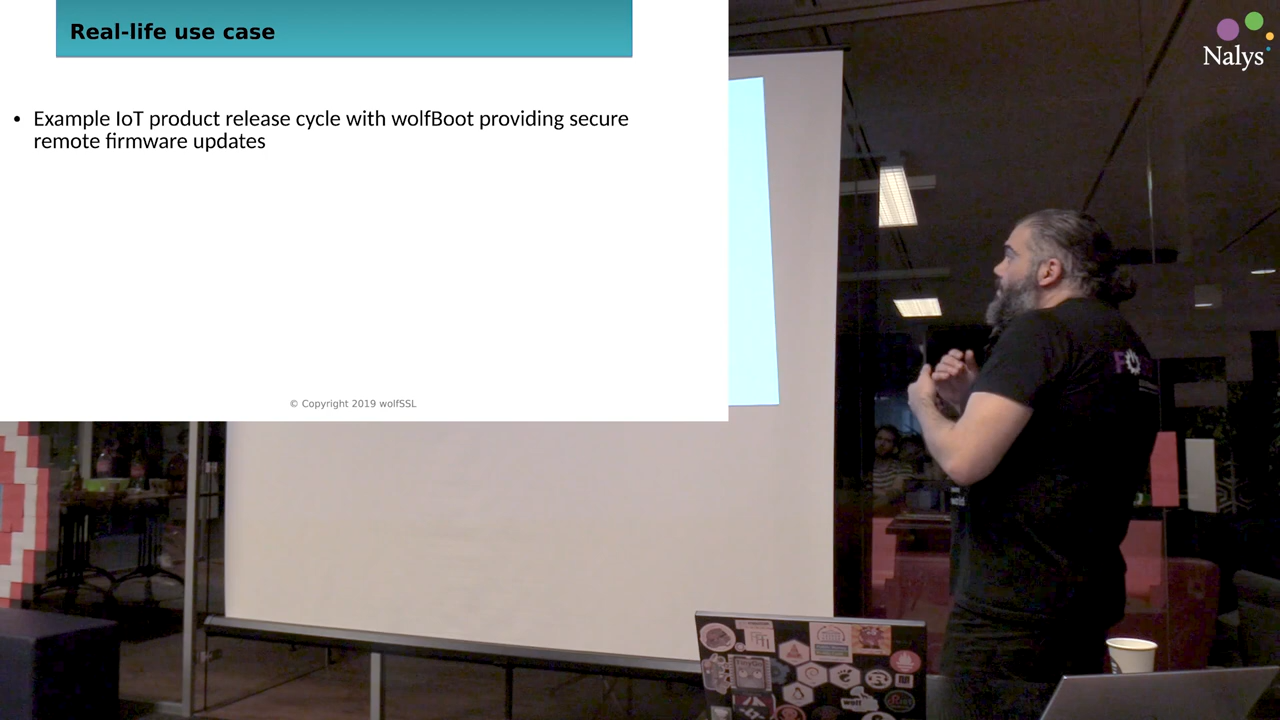 Real-life use case
• Example IoT product release cycle with wolfBoot providing secure
remote firmware updates
© Copyright 2019 wolfSSL
Nalys
wolf